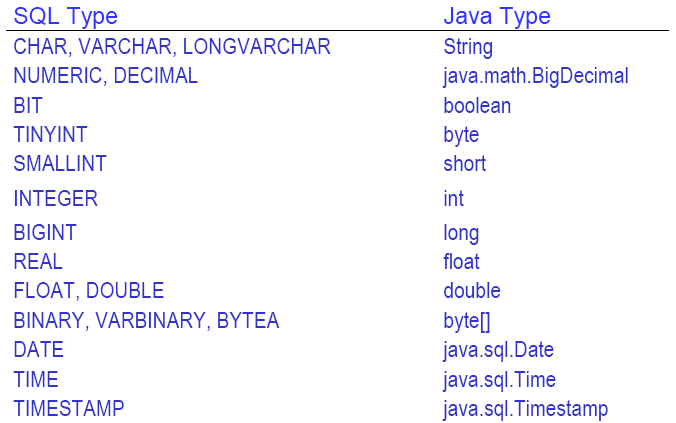 SQL Type Java Type
CHAR, VARCHAR, LONGVARCHAR String
NUMERIC, DECIMAL java.math.BigDecimal
BIT boolean
TINYINT byte
SMALLINT short
INTEGER int
BIGINT long
REAL float
FLOAT, DOUBLE double
BINARY, VARBINARY, BYTEA byte[]
DATE java.sql.Date
TIME java.sql.Time
TIMESTAMP java.sql.Timestamp